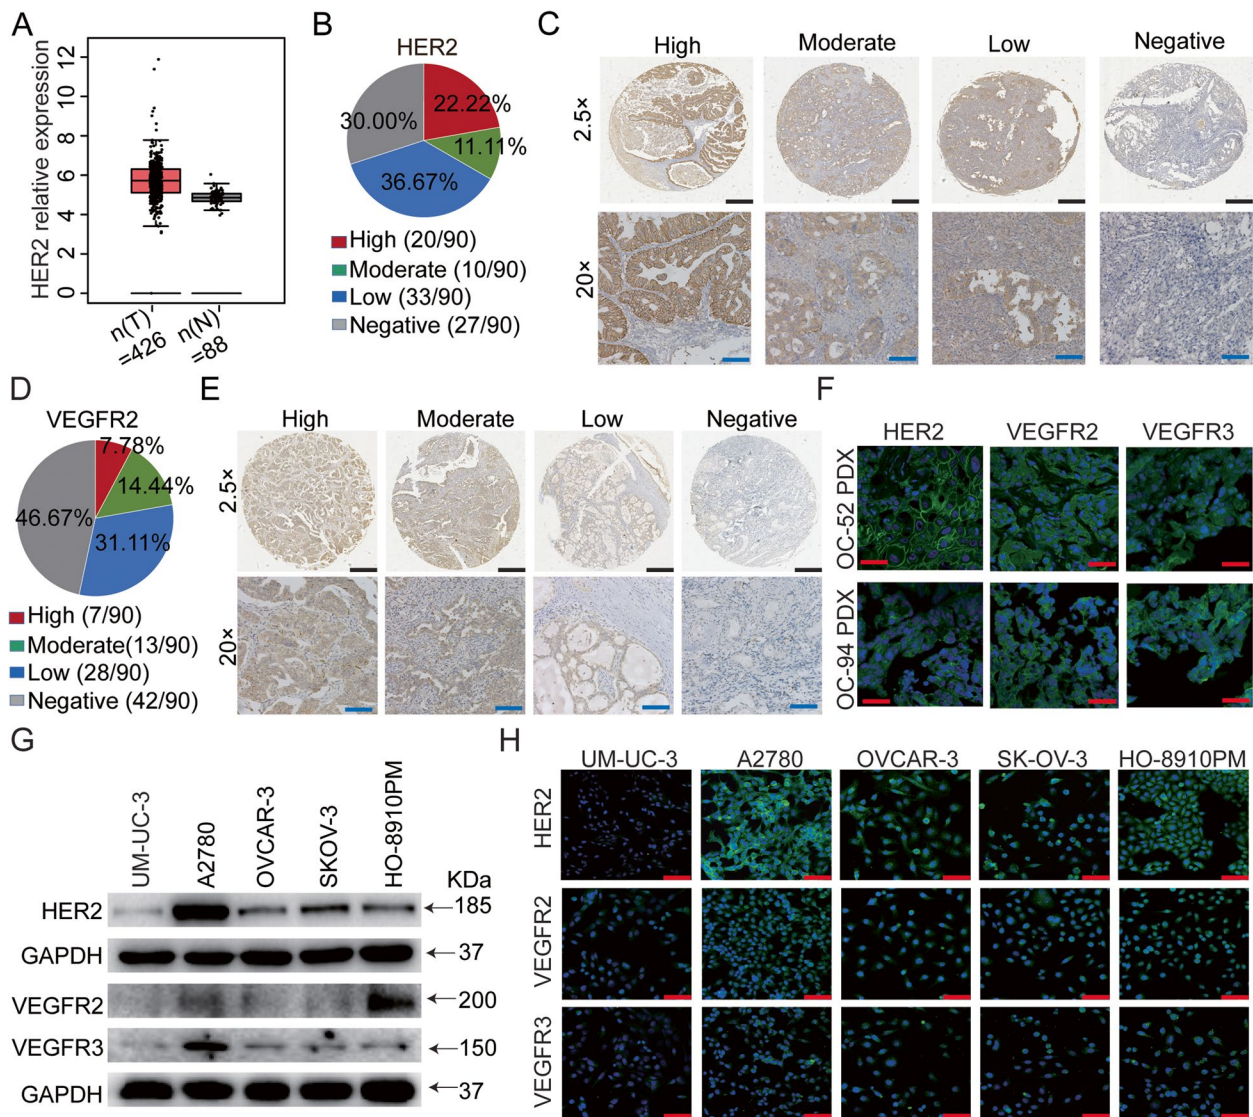 A
HER2 relative expression
12
10
8
6
4
2
0
n(T)
=426
n(N)
=88
B
HER2
22.22%
30.00%
11.11%
36.67%
High (20/90)
Moderate (10/90)
Low (33/90)
Negative (27/90)
C
High
Moderate
Low
Negative
2.5×
20×
D
VEGFR2
7.78%
14.44%
46.67%
31.11%
High (7/90)
Moderate(13/90)
Low (28/90)
Negative (42/90)
E
High
Moderate
Low
Negative
2.5×
20×
F
HER2
VEGFR2
VEGFR3
OC-52 PDX
OC-94 PDX
G
UM-UC-3
A2780
OVCAR-3
SKOV-3
HO-8910PM
KDa
HER2
185
GAPDH
37
VEGFR2
200
VEGFR3
150
GAPDH
37
H
UM-UC-3
A2780
OVCAR-3
SK-OV-3
HO-8910PM
HER2
VEGFR2
VEGFR3